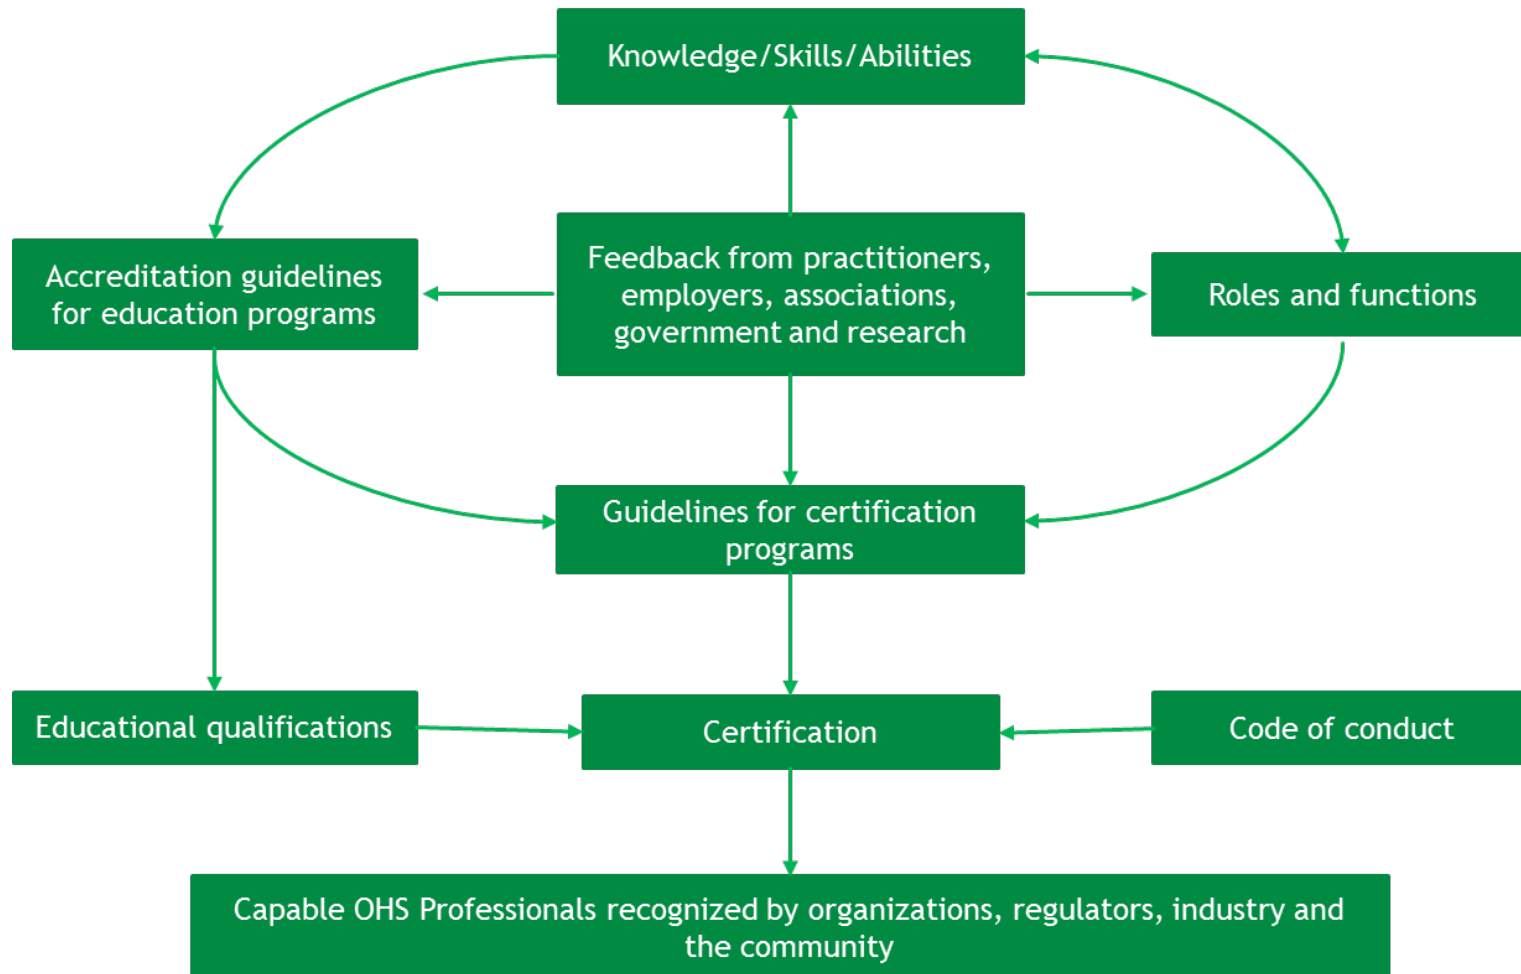 Knowledge/Skills/Abilities
Accreditation guidelines
for education programs
Feedback from practitioners,
employers, associations,
government and research
Roles and functions
Guidelines for certification
programs
Educational qualifications
Certification
Code of conduct
Capable OHS Professionals recognized by organizations, regulators, industry and
the community